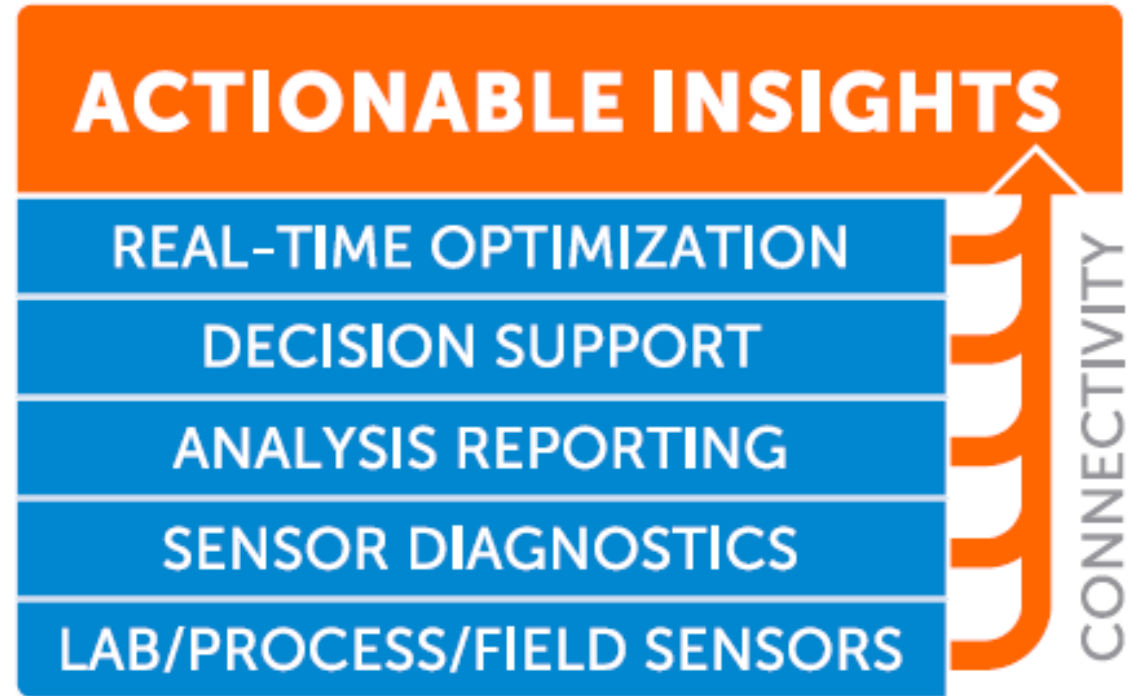 ACTIONABLE INSIGHTS
REAL-TIME OPTIMIZATION
DECISION SUPPORT
ANALYSIS REPORTING
SENSOR DIAGNOSTICS
LAB/PROCESS/FIELD SENSORS
CONNECTIVITY